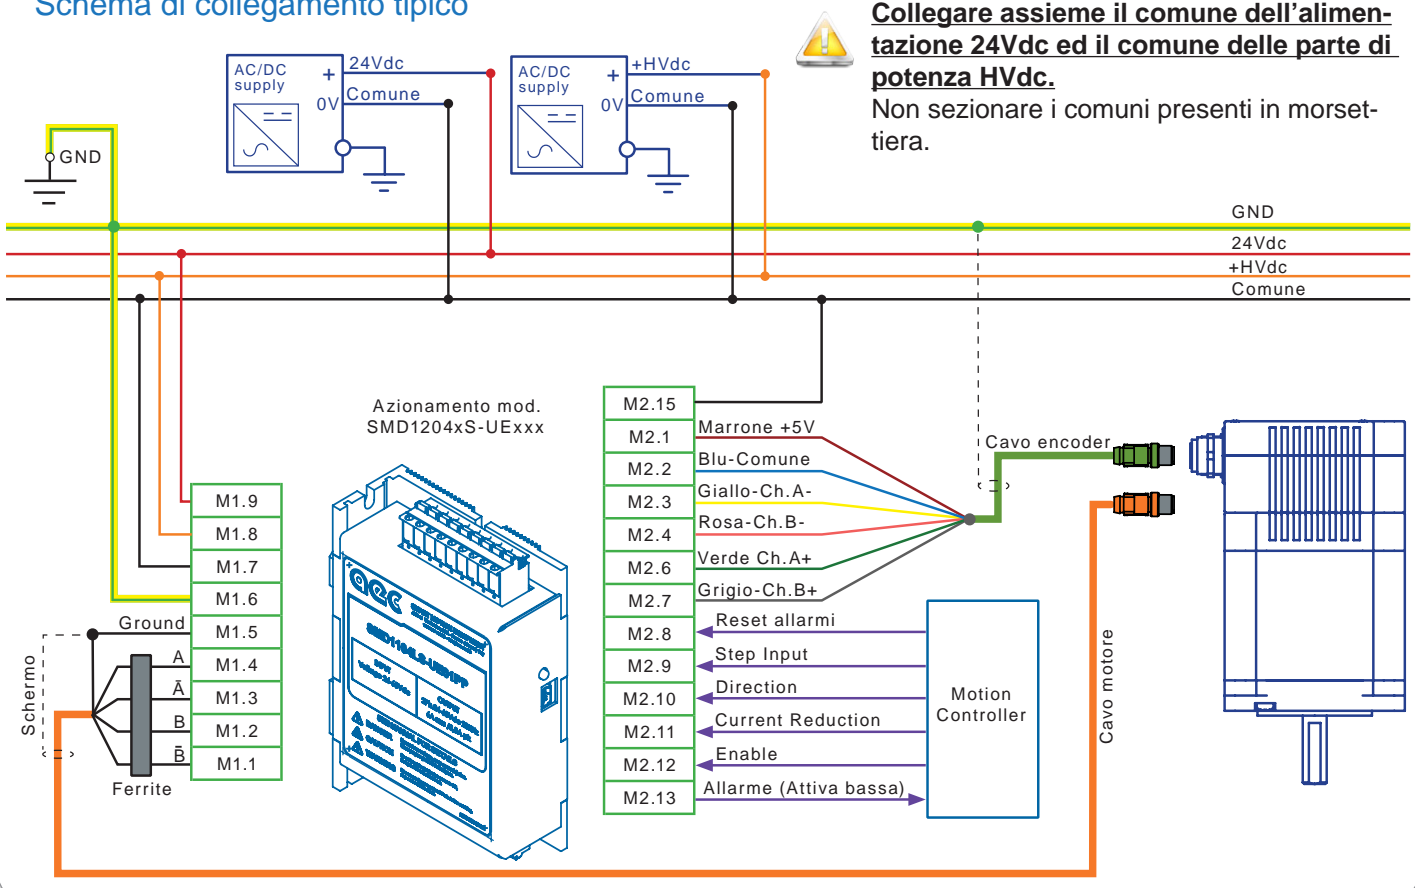 Schema di collegamento tipico
Collegare assieme il comune dell'alimen-
tazione 24Vdc ed il comune delle parte di
potenza HVdc.
Non sezionare i comuni presenti in morset-
tiera.
AC/DC
supply
+
0V
24Vdc
Comune
AC/DC
supply
+
0V
+HVdc
Comune
GND
GND
24Vdc
+HVdc
Comune
Azionamento mod.
SMD1204xS-UExxx
M1.9
M1.8
M1.7
M1.6
M1.5
M1.4
M1.3
M1.2
M1.1
Ground
A
Ā
B
B̄
Schermo
Ferrite
aec
SMD1104LS-UE01PP
M2.15
M2.1
M2.2
M2.3
M2.4
M2.6
M2.7
M2.8
M2.9
M2.10
M2.11
M2.12
M2.13
Marrone +5V
Blu-Comune
Giallo-Ch.A-
Rosa-Ch.B-
Verde Ch.A+
Grigio-Ch.B+
Reset allarmi
Step Input
Direction
Current Reduction
Enable
Allarme (Attiva bassa)
Motion
Controller
Cavo encoder
Cavo motore